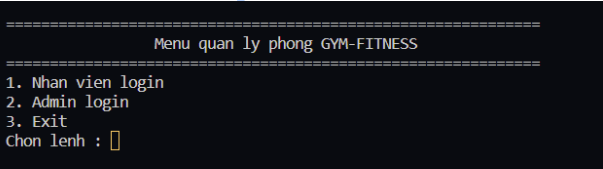 ============================================================
Menu quan ly phong GYM-FITNESS
============================================================
1. Nhan vien login
2. Admin login
3. Exit
Chon lenh :